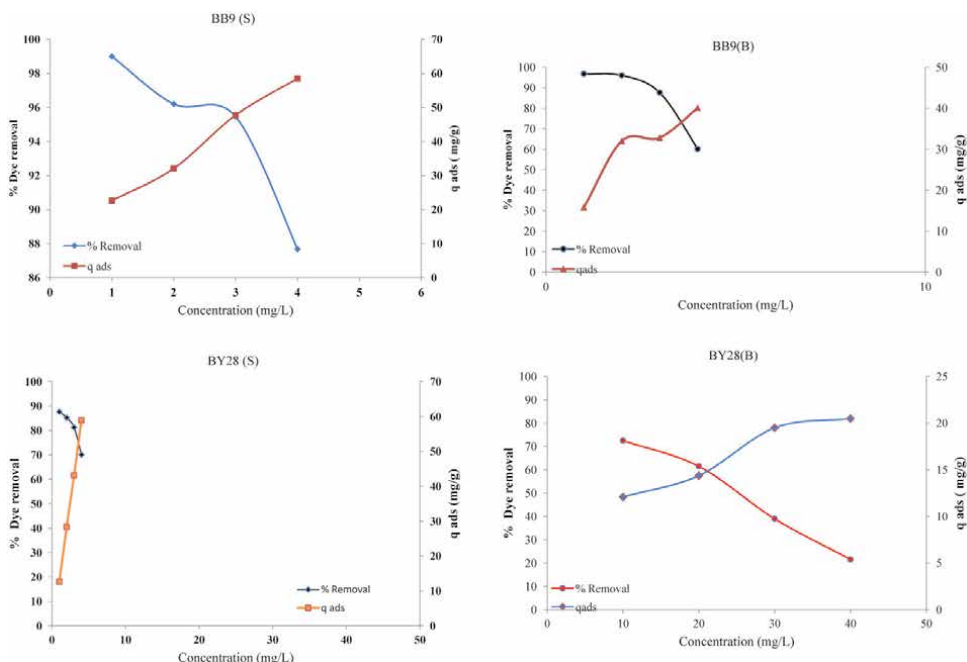 BB9 (S)
100
98
96
94
92
90
88
86
% Dye removal
70
60
50
40
30
20
10
0
q ads ( mg/g)
% Removal
q ads
0 1 2 3 4 5 6
Concentration (mg/L)
BB9(B)
100
90
80
70
60
50
40
30
20
10
0
% Dye removal
50
40
30
20
10
0
q ads (mg/g)
% Removal
qads
0 10
Concentration (mg/L)
BY28 (S)
100
90
80
70
60
50
40
30
20
10
0
% Dye removal
70
60
50
40
30
20
10
0
q ads (mg/g)
% Removal
q ads
0 10 20 30 40 50
Concentration (mg/L)
BY28(B)
100
90
80
70
60
50
40
30
20
10
0
% Dye removal
25
20
15
10
5
0
q ads ( mg/g)
% Removal
qads
0 10 20 30 40 50
Concentration (mg/L)